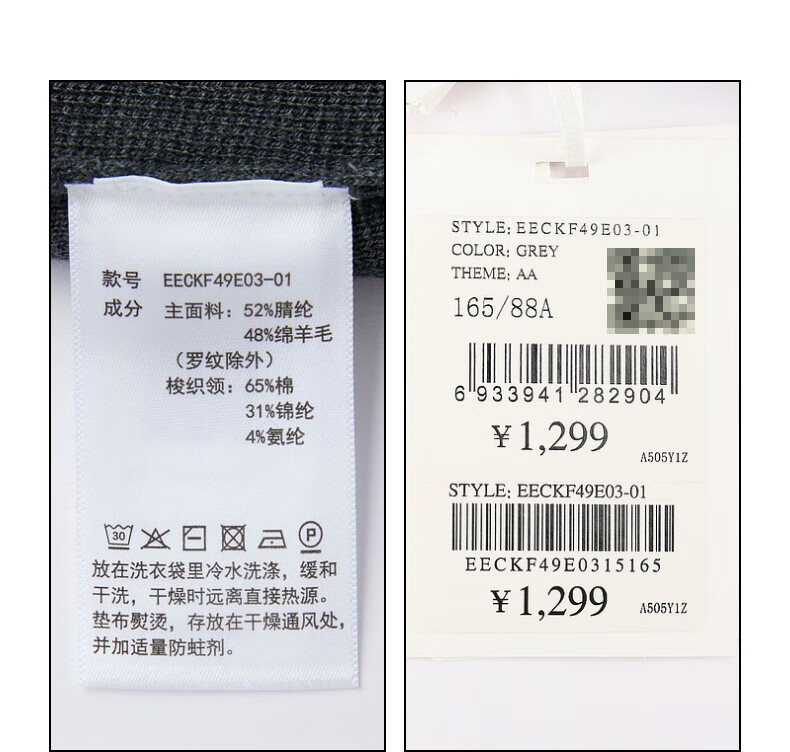 款号 EECKF49E03-01
成分 主面料：52%腈纶
48%绵羊毛
（罗纹除外）
梭织领：65%棉
31%锦纶
4%氨纶
30
P
放在洗衣袋里冷水洗涤，缓和
干洗，干燥时远离直接热源。
垫布熨烫，存放在干燥通风处，
并加适量防蛀剂。
STYLE: EECKF49E03-01
COLOR: GREY
THEME: AA
165/88A
6 933941 282904
￥1,299
A505Y1Z
STYLE: EECKF49E03-01
EECKF49E0315165
￥1,299
A505Y1Z